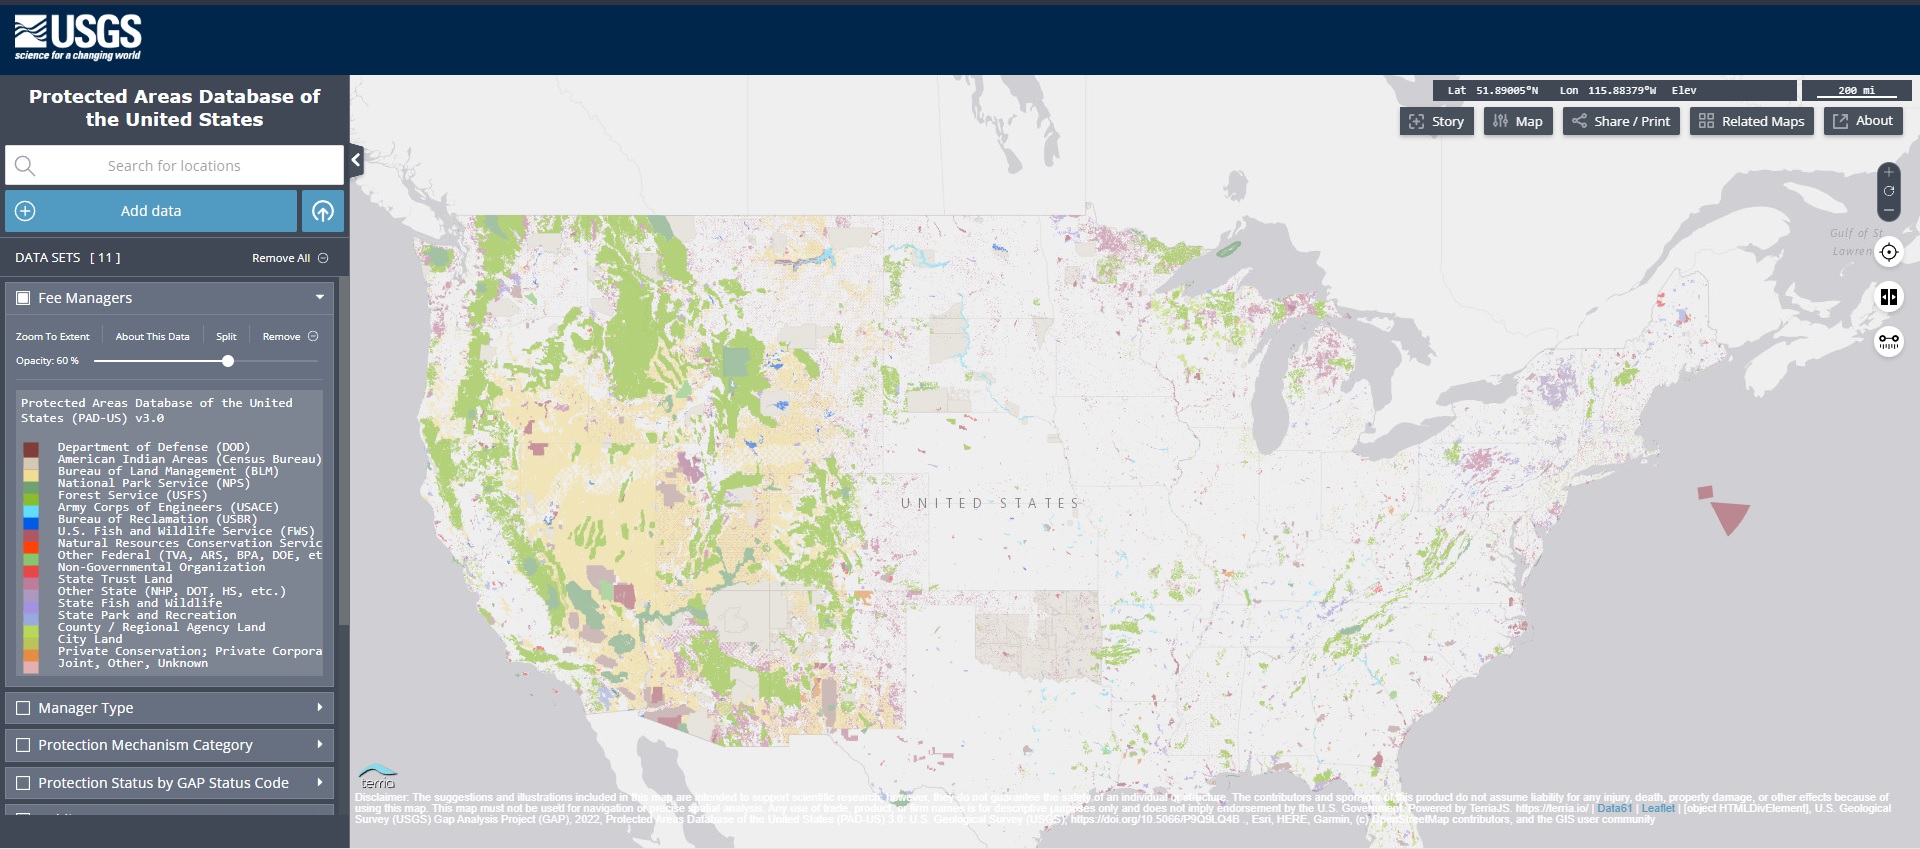 USGS
science for a changing world
Protected Areas Database of
the United States
Search for locations
Add data
DATA SETS [ 11 ]
Remove All
Fee Managers
Zoom To Extent
About This Data
Split
Remove
Opacity: 60 %
Protected Areas Database of the United
States (PAD-US) v3.0
Department of Defense (DOD)
American Indian Areas (Census Bureau)
Bureau of Land Management (BLM)
National Park Service (NPS)
Forest Service (USFS)
Army Corps of Engineers (USACE)
Bureau of Reclamation (USBR)
U.S. Fish and Wildlife Service (FWS)
Natural Resources Conservation Servic
Other Federal (TVA, ARS, BPA, DOE, et
Non-Governmental Organization
State Trust Land
Other State (NHP, DOT, HS, etc.)
State Fish and Wildlife
State Park and Recreation
County / Regional Agency Land
City Land
Private Conservation; Private Corpora
Joint, Other, Unknown
Manager Type
Protection Mechanism Category
Protection Status by GAP Status Code
Lat 51.89005°N Lon 115.88379°W Elev
200 mi
Story
Map
Share / Print
Related Maps
About
Gulf of St
Lawren
UNITED STATES
terria
Disclaimer: The suggestions and illustrations included in this map are intended to support scientific research; however, they do not guarantee the safety of an individual or structure. The contributors and sponsors of this product do not assume liability for any injury, death, property damage, or other effects because of
using this map. This map must not be used for navigation or precise spatial analysis. Any use of trade, product, or firm names is for descriptive purposes only and does not imply endorsement by the U.S. Government. Powered by TerriaJS. https://terria.io/ | Data61 | Leaflet | [object HTMLDivElement], U.S. Geological
Survey (USGS) Gap Analysis Project (GAP), 2022, Protected Areas Database of the United States (PAD-US) 3.0: U.S. Geological Survey (USGS), https://doi.org/10.5066/P9Q9LQ4B ., Esri, HERE, Garmin, (c) OpenStreetMap contributors, and the GIS user community